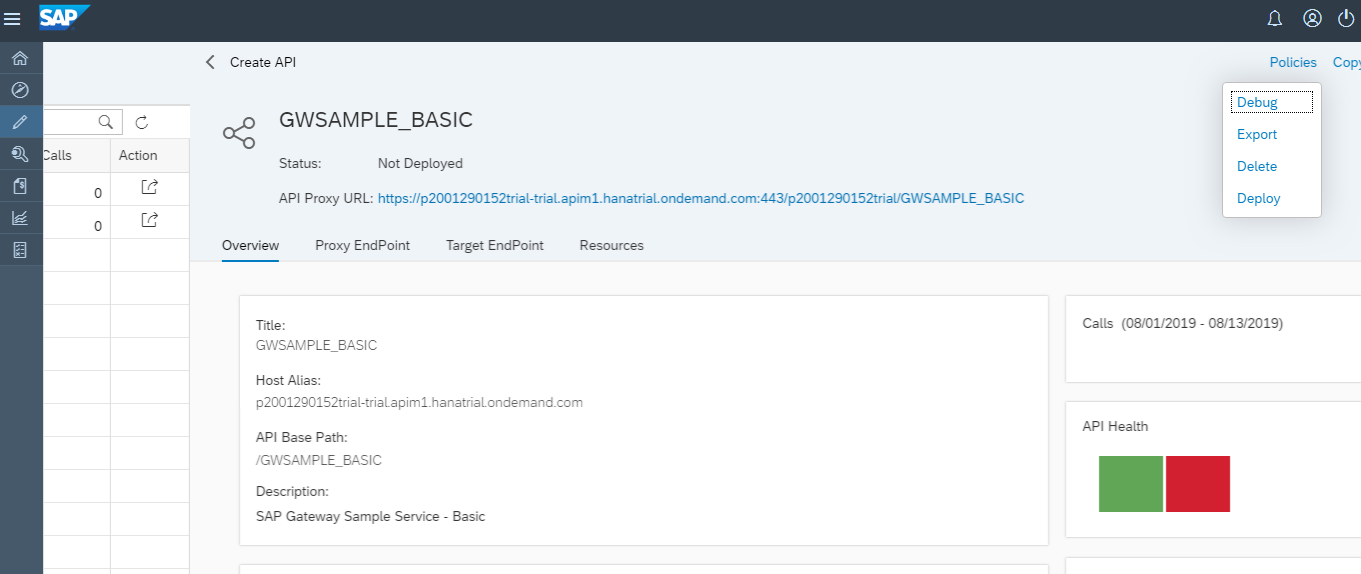 SAP
Create API
Policies Copy
Debug
Export
Delete
Deploy
GWSAMPLE_BASIC
Status: Not Deployed
API Proxy URL: https://p2001290152trial-trial.apim1.hanatrial.ondemand.com:443/p2001290152trial/GWSAMPLE_BASIC
Calls Action
0
0
Overview Proxy EndPoint Target EndPoint Resources
Title:
GWSAMPLE_BASIC
Host Alias:
p2001290152trial-trial.apim1.hanatrial.ondemand.com
API Base Path:
/GWSAMPLE_BASIC
Description:
SAP Gateway Sample Service - Basic
Calls (08/01/2019 - 08/13/2019)
API Health